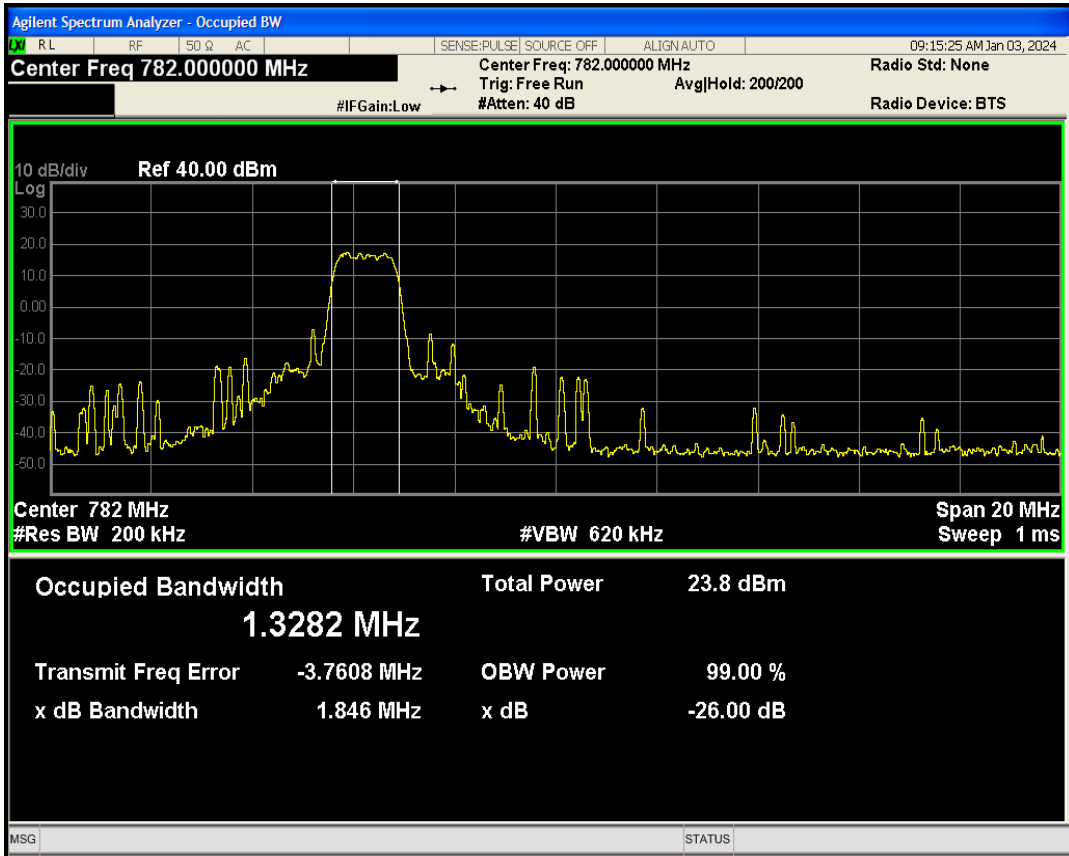 Agilent Spectrum Analyzer - Occupied BW
LXI RL RF 50 Ω AC SENSE:PULSE SOURCE OFF ALIGN AUTO 09:15:25 AM Jan 03, 2024
Center Freq 782.000000 MHz Center Freq: 782.000000 MHz Radio Std: None
Trig: Free Run Avg|Hold: 200/200
#IFGain:Low #Atten: 40 dB Radio Device: BTS
10 dB/div Ref 40.00 dBm
Log
30.0
20.0
10.0
0.00
-10.0
-20.0
-30.0
-40.0
-50.0
Center 782 MHz Span 20 MHz
#Res BW 200 kHz #VBW 620 kHz Sweep 1 ms
Occupied Bandwidth Total Power 23.8 dBm
1.3282 MHz
Transmit Freq Error -3.7608 MHz OBW Power 99.00 %
x dB Bandwidth 1.846 MHz x dB -26.00 dB
MSG STATUS